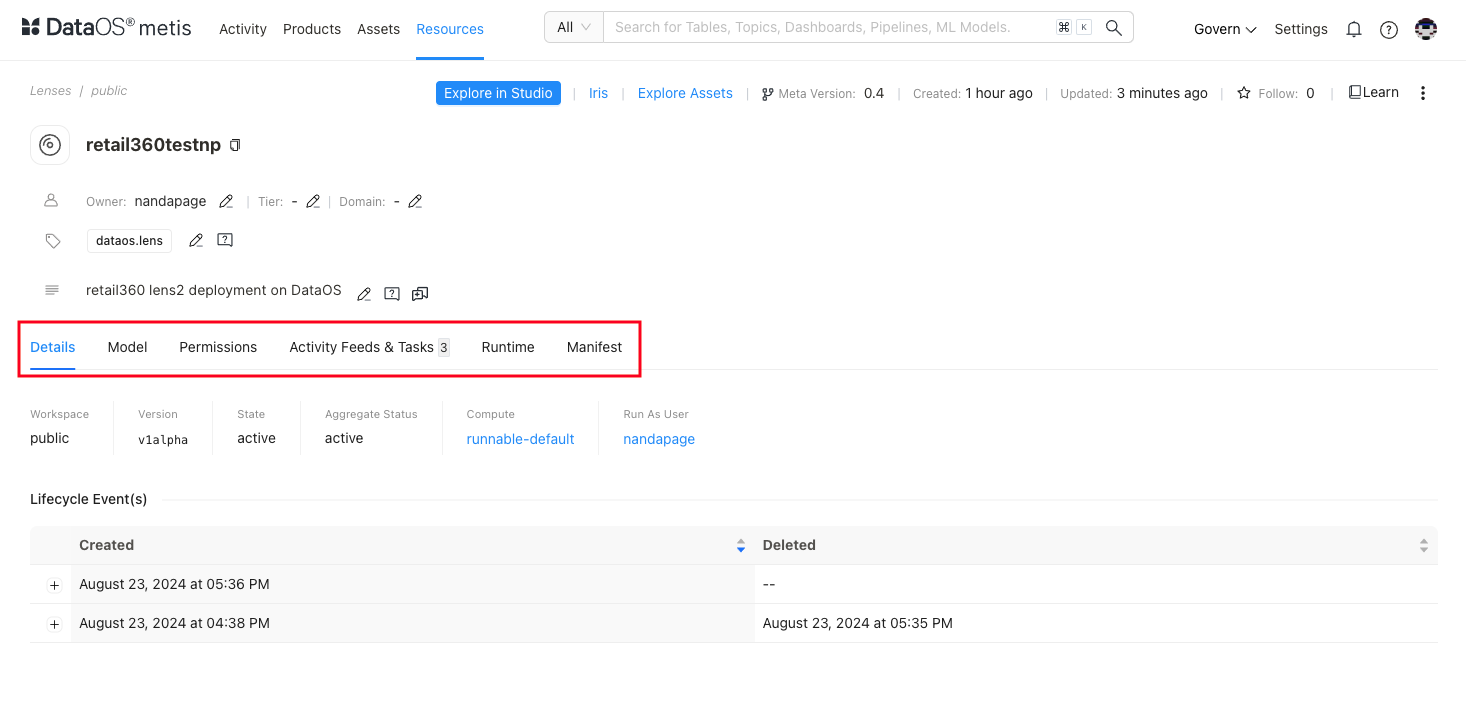 DataOS® metis Activity Products Assets Resources All Search for Tables, Topics, Dashboards, Pipelines, ML Models. ⌘ K Govern Settings
Lenses / public Explore in Studio | Iris | Explore Assets | Meta Version: 0.4 | Created: 1 hour ago | Updated: 3 minutes ago | Follow: 0 | Learn
retail360testnp
Owner: nandapage | Tier: - | Domain: -
dataos.lens
retail360 lens2 deployment on DataOS
Details Model Permissions Activity Feeds & Tasks 3 Runtime Manifest
Workspace Version State Aggregate Status Compute Run As User
public v1alpha active active runnable-default nandapage
Lifecycle Event(s)
Created Deleted
+ August 23, 2024 at 05:36 PM --
+ August 23, 2024 at 04:38 PM August 23, 2024 at 05:35 PM